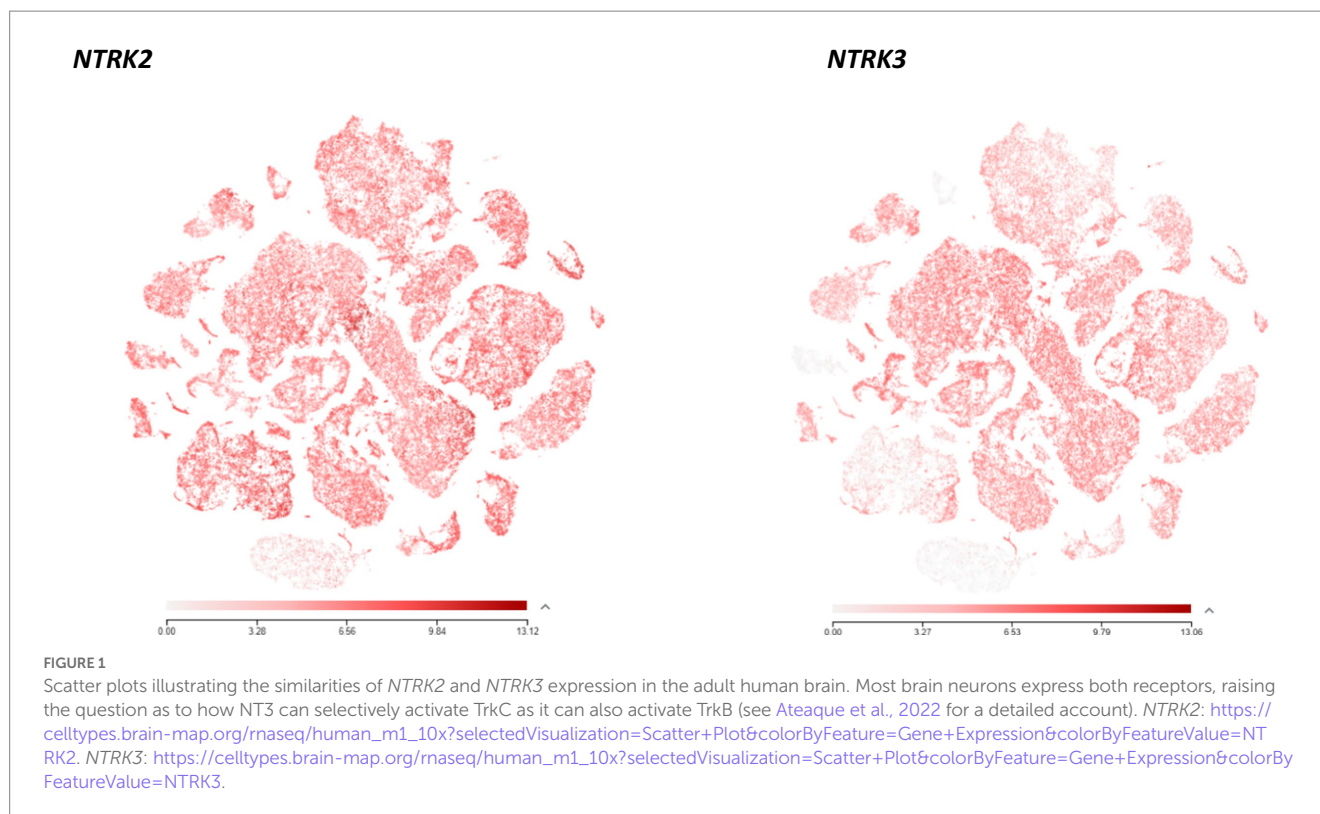 NTRK2
NTRK3
0.00 3.28 6.56 9.84 13.12
0.00 3.27 6.53 9.79 13.06
FIGURE 1
Scatter plots illustrating the similarities of NTRK2 and NTRK3 expression in the adult human brain. Most brain neurons express both receptors, raising
the question as to how NT3 can selectively activate TrkC as it can also activate TrkB (see Ateaque et al., 2022 for a detailed account). NTRK2: https://
celltypes.brain-map.org/rnaseq/human_m1_10x?selectedVisualization=Scatter+Plot&colorByFeature=Gene+Expression&colorByFeatureValue=NT
RK2. NTRK3: https://celltypes.brain-map.org/rnaseq/human_m1_10x?selectedVisualization=Scatter+Plot&colorByFeature=Gene+Expression&colorBy
FeatureValue=NTRK3.